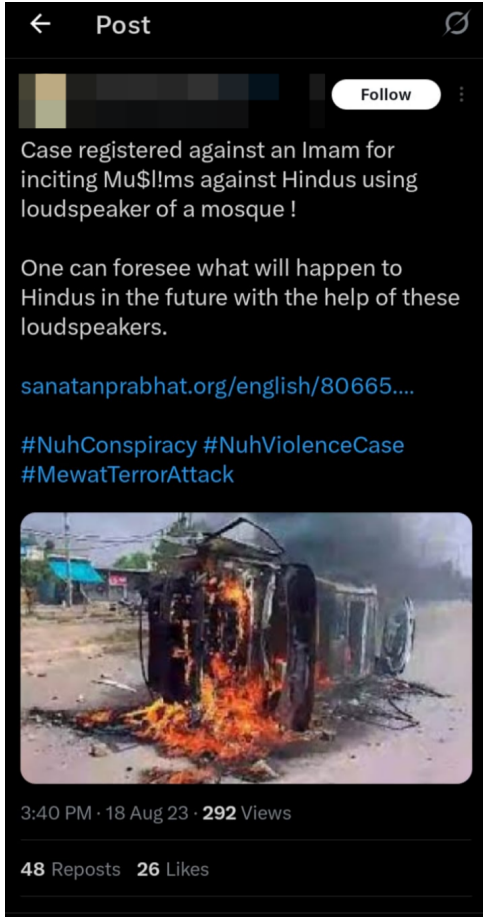 Post
Follow
Case registered against an Imam for
inciting Mu$l!ms against Hindus using
loudspeaker of a mosque !
One can foresee what will happen to
Hindus in the future with the help of these
loudspeakers.
sanatanprabhat.org/english/80665....
#NuhConspiracy #NuhViolenceCase
#MewatTerrorAttack
3:40 PM · 18 Aug 23 · 292 Views
48 Reposts 26 Likes